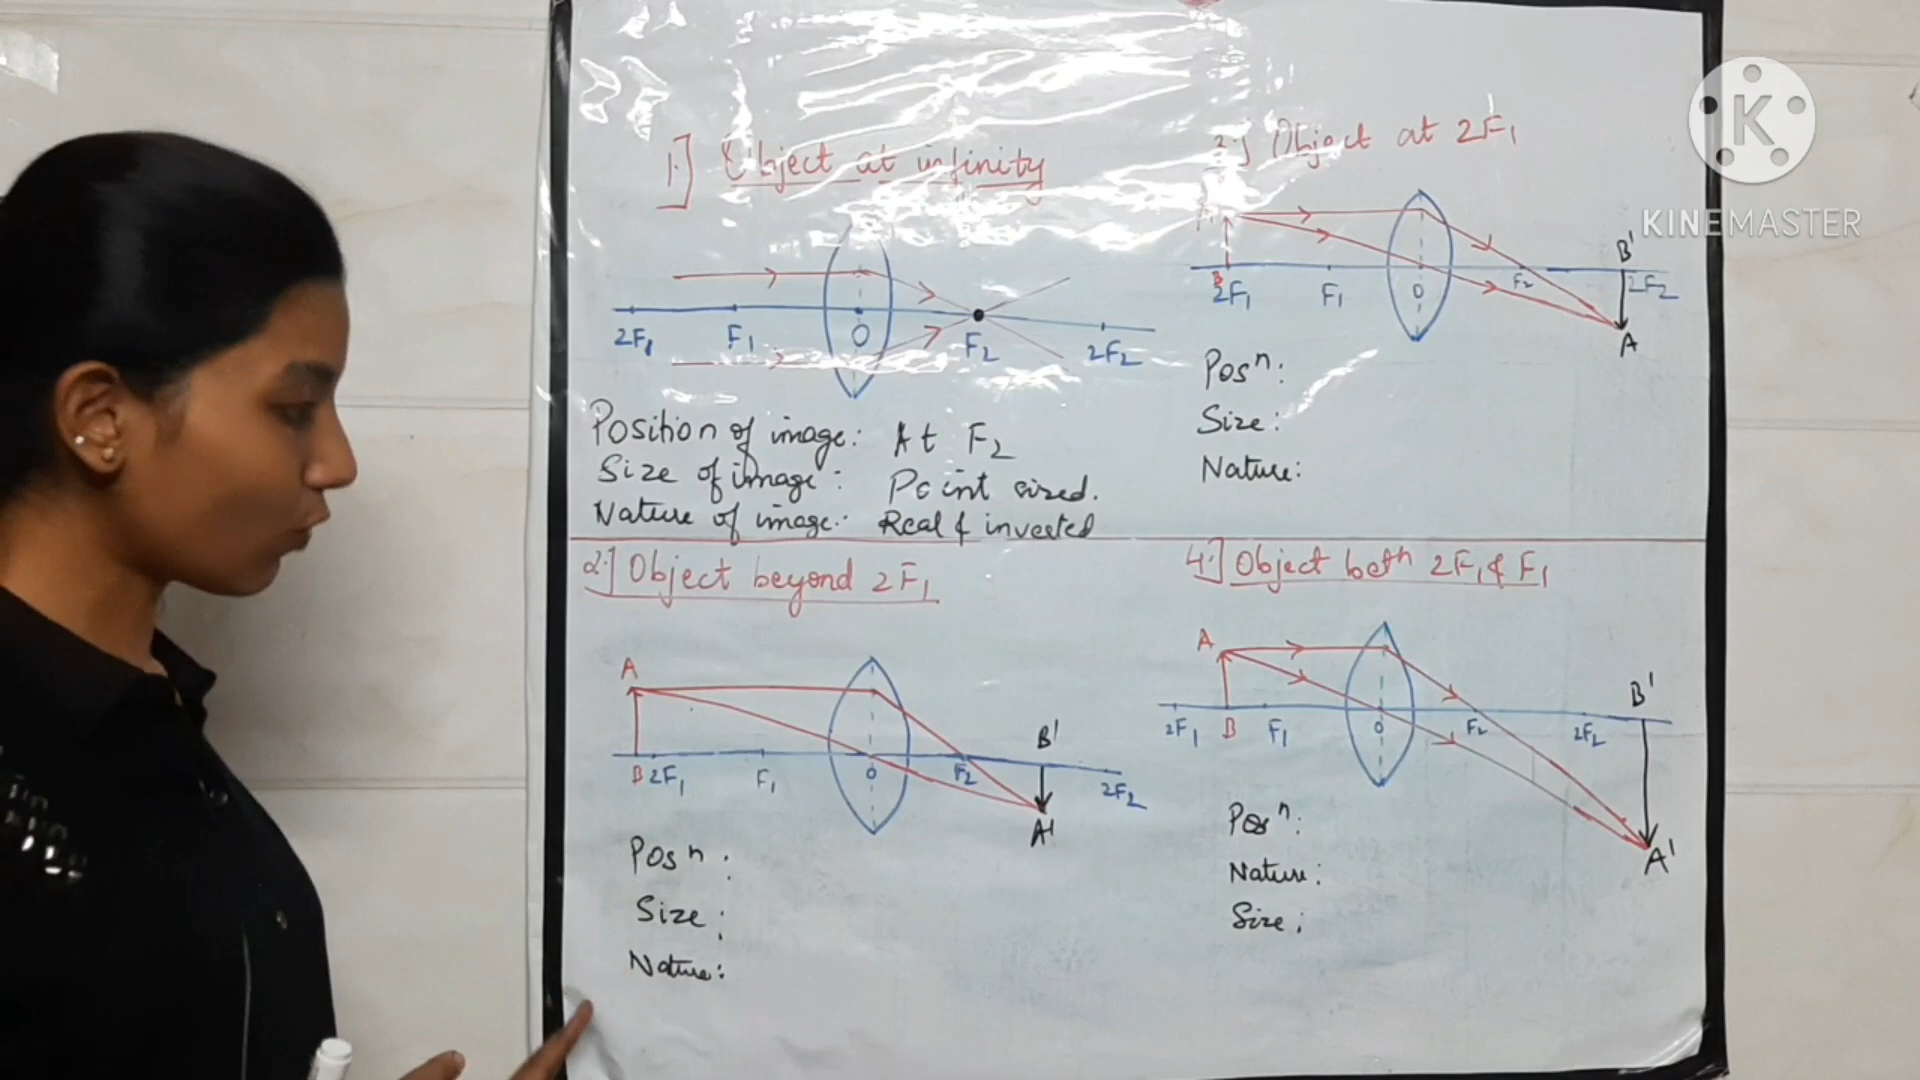 1.] Object at infinity
2F1 F1 O F2 2F2
Position of image: At F2
Size of image: Point sized.
Nature of image: Real & inverted
2.] Object beyond 2F1
A
B'
B 2F1 F1 O F2 2F2
A'
Posn:
Size:
Nature:
3.] Object at 2F1
A
B'
B
2F1 F1 O F2 2F2
A
Posn:
Size:
Nature:
4.] Object betn 2F1 & F1
A
B'
2F1 B F1 O F2 2F2
A'
Posn:
Nature:
Size:
K
KINEMASTER